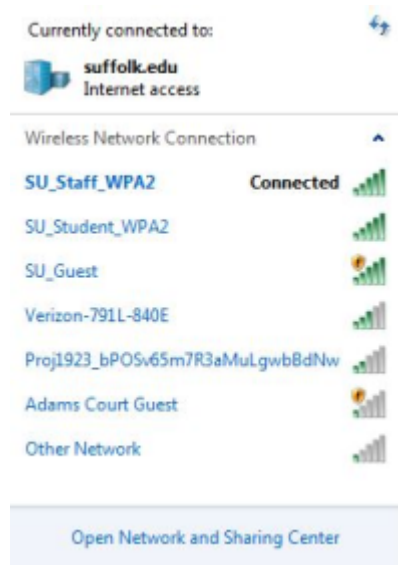 Currently connected to:
suffolk.edu
Internet access
Wireless Network Connection
SU_Staff_WPA2 Connected
SU_Student_WPA2
SU_Guest
Verizon-791L-840E
Proj1923_bPOSv65m7R3aMuLgwbBdNw
Adams Court Guest
Other Network
Open Network and Sharing Center